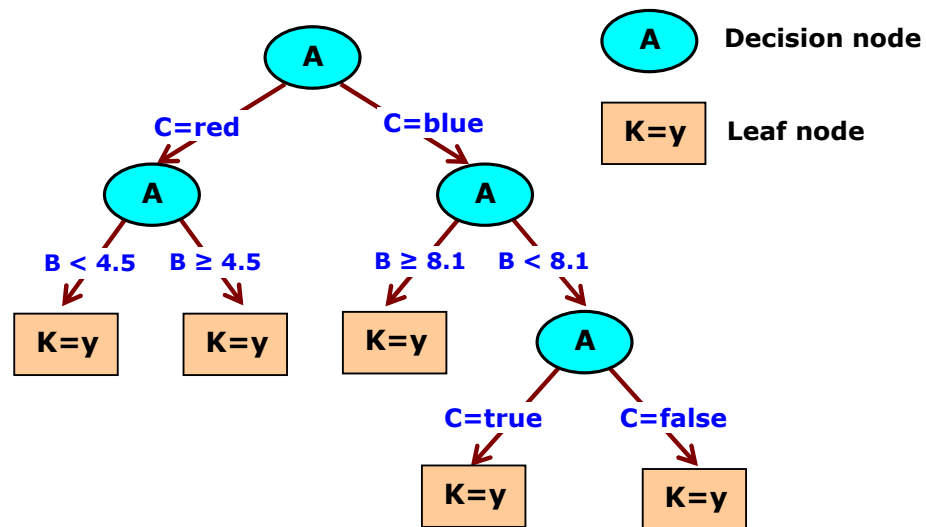 A
A Decision node
C=red C=blue
K=y Leaf node
A A
B < 4.5 B ≥ 4.5 B ≥ 8.1 B < 8.1
K=y K=y K=y A
C=true C=false
K=y K=y